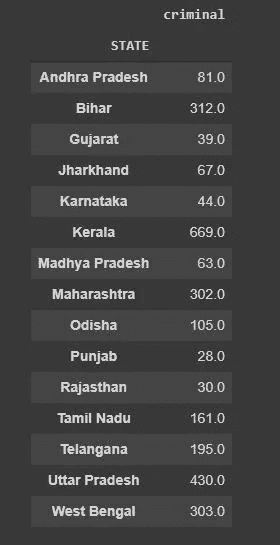 criminal
STATE
Andhra Pradesh 81.0
Bihar 312.0
Gujarat 39.0
Jharkhand 67.0
Karnataka 44.0
Kerala 669.0
Madhya Pradesh 63.0
Maharashtra 302.0
Odisha 105.0
Punjab 28.0
Rajasthan 30.0
Tamil Nadu 161.0
Telangana 195.0
Uttar Pradesh 430.0
West Bengal 303.0